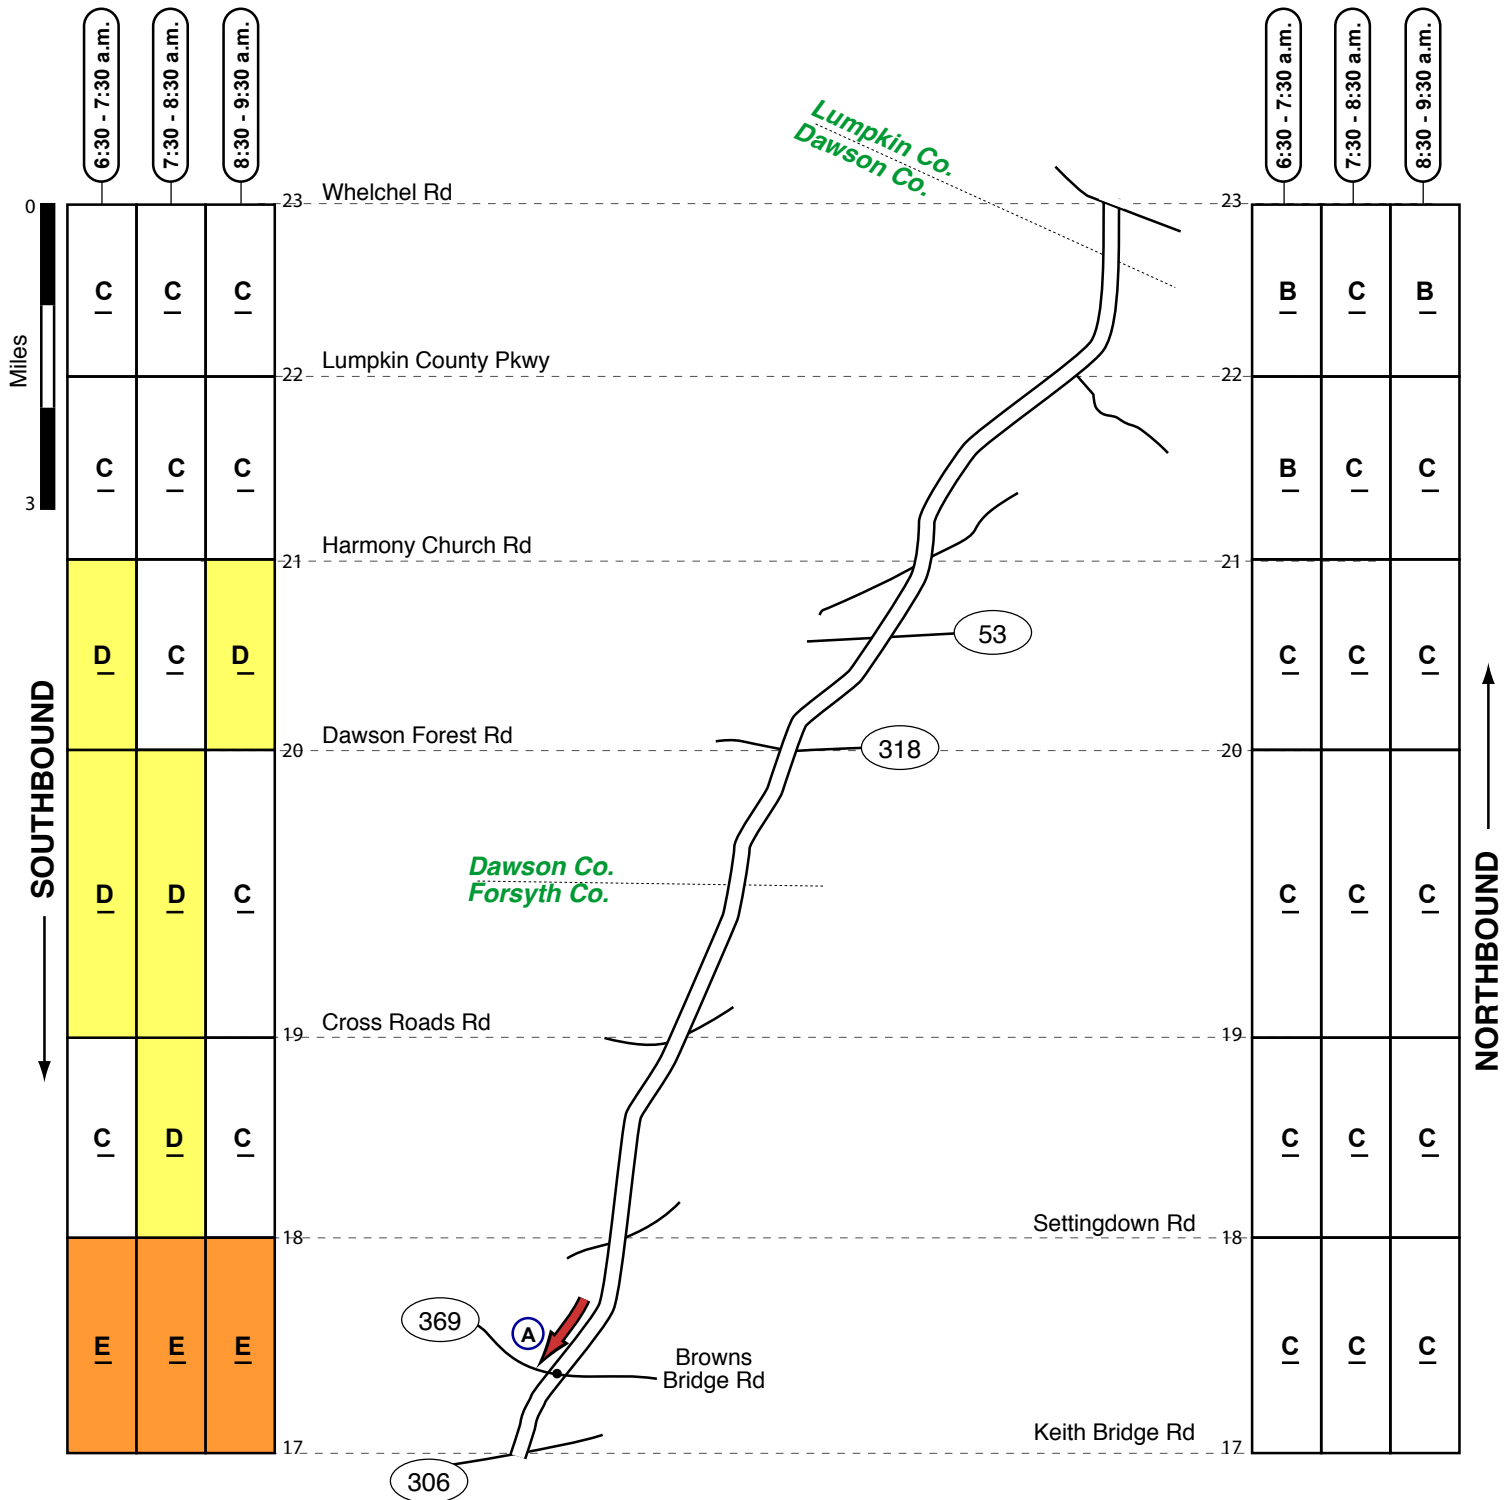 6:30 - 7:30 a.m.
7:30 - 8:30 a.m.
8:30 - 9:30 a.m.
6:30 - 7:30 a.m.
7:30 - 8:30 a.m.
8:30 - 9:30 a.m.
Lumpkin Co.
Dawson Co.
0
Miles
3
23 Whelchel Rd 23
C C C B C B
22 Lumpkin County Pkwy 22
C C C B C C
21 Harmony Church Rd 21
53
D C D C C C
20 Dawson Forest Rd 318 20
SOUTHBOUND
NORTHBOUND
Dawson Co.
Forsyth Co.
D D C C C C
19 Cross Roads Rd 19
C D C C C C
18 Settingdown Rd 18
369
A
E E E C C C
Browns
Bridge Rd
17 Keith Bridge Rd 17
306